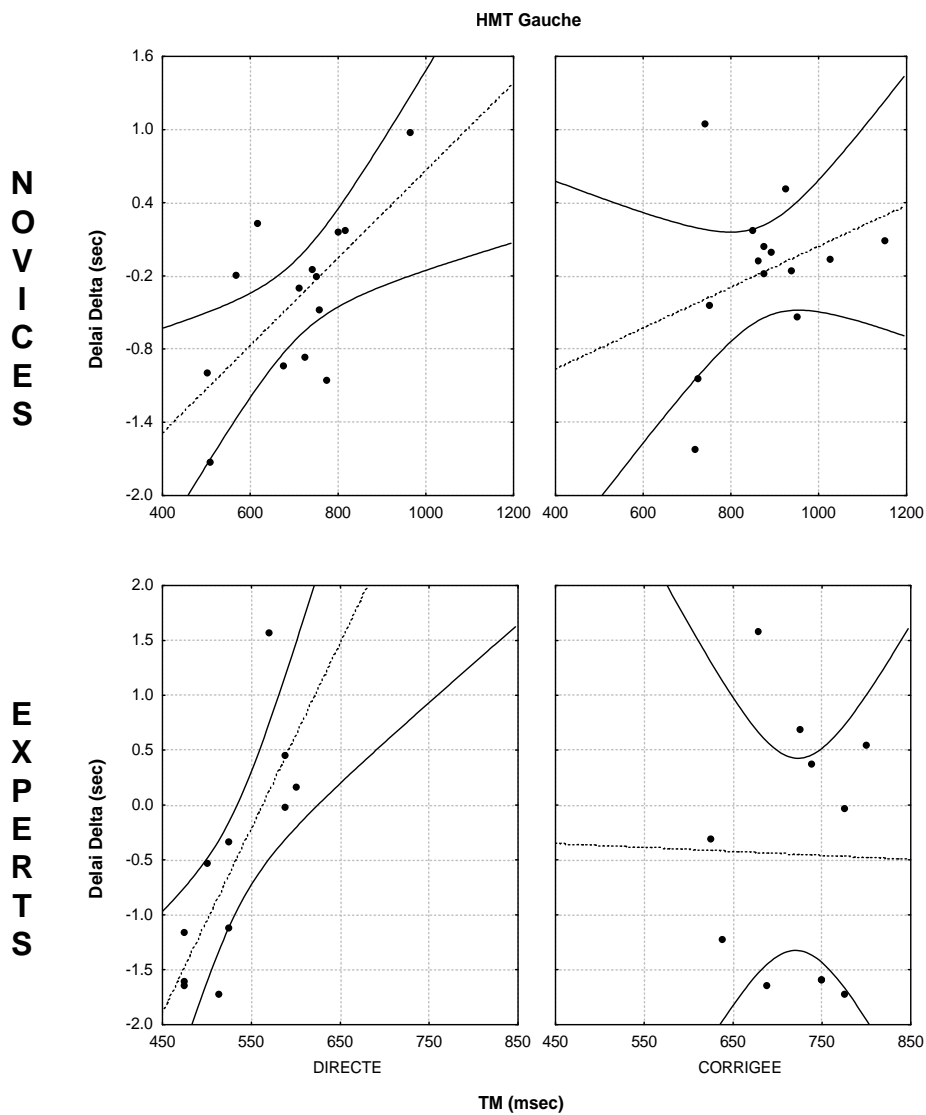 HMT Gauche
NOVICES
Delai Delta (sec)
1.6
1.0
0.4
-0.2
-0.8
-1.4
-2.0
400 600 800 1000 1200
400 600 800 1000 1200
EXPERTS
Delai Delta (sec)
2.0
1.5
1.0
0.5
0.0
-0.5
-1.0
-1.5
-2.0
450 550 650 750 850
450 550 650 750 850
DIRECTE CORRIGEE
TM (msec)